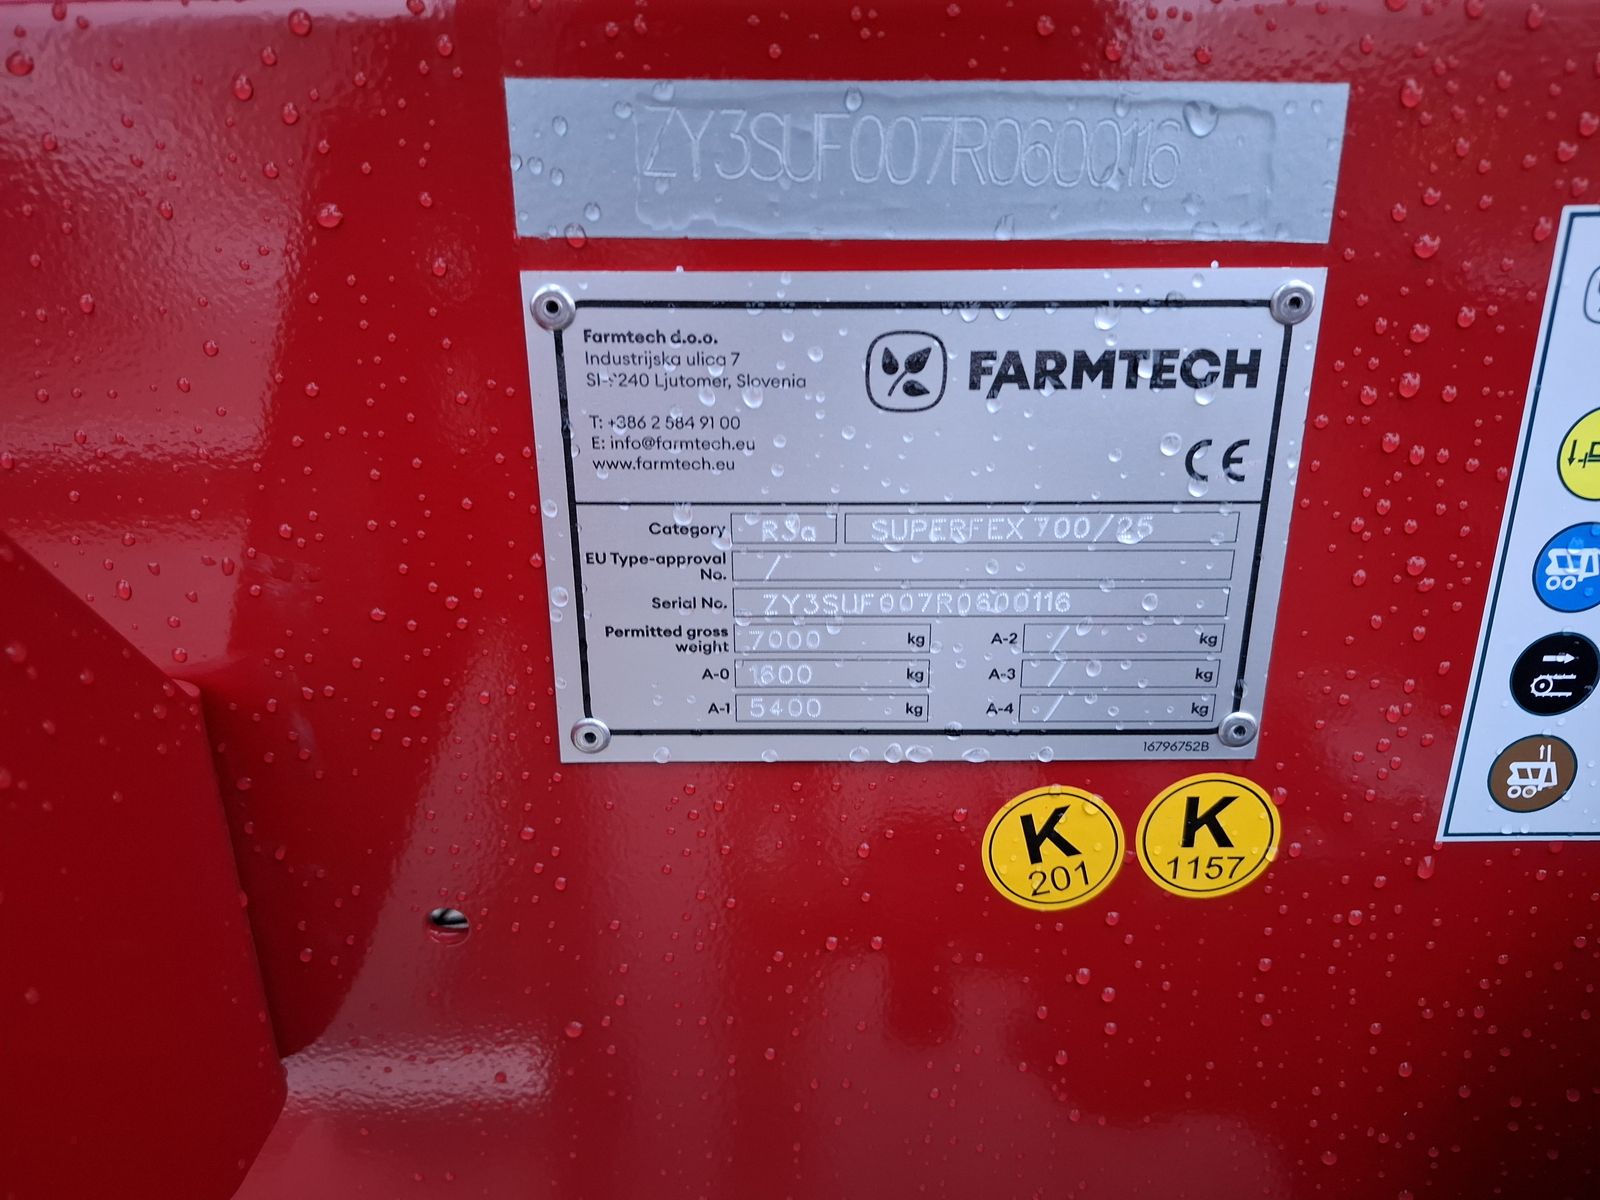 ZY3SUF007R0600116
Farmtech d.o.o.
Industrijska ulica 7
SI-9240 Ljutomer, Slovenia
T: +386 2 584 91 00
E: info@farmtech.eu
www.farmtech.eu
FARMTECH
CE
Category R3a SUPERFEX 700/25
EU Type-approval No. /
Serial No. ZY3SUF007R0600116
Permitted gross weight 7000 kg A-2 / kg
A-0 1600 kg A-3 / kg
A-1 5400 kg A-4 / kg
16796752B
K
201
K
1157